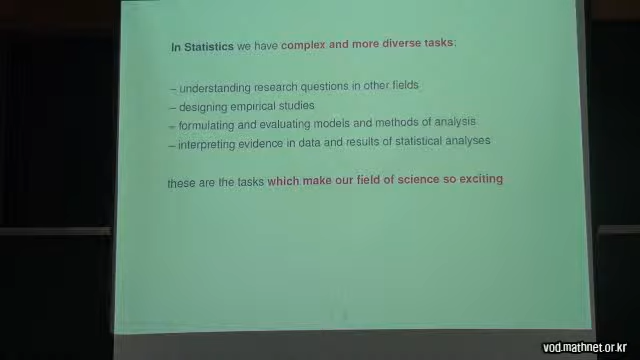 In Statistics we have complex and more diverse tasks:
– understanding research questions in other fields
– designing empirical studies
– formulating and evaluating models and methods of analysis
– interpreting evidence in data and results of statistical analyses
these are the tasks which make our field of science so exciting
vod.mathnet.or.kr